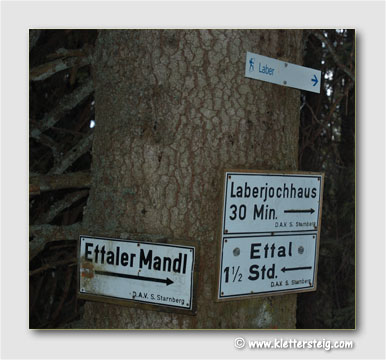 Laber
Laberjochhaus
30 Min.
D.A.V. S. Starnberg
Ettal
1½ Std.
D.A.V. S. Starnberg
Ettaler Mandl
D.A.V. S. Starnberg
© www.klettersteig.com